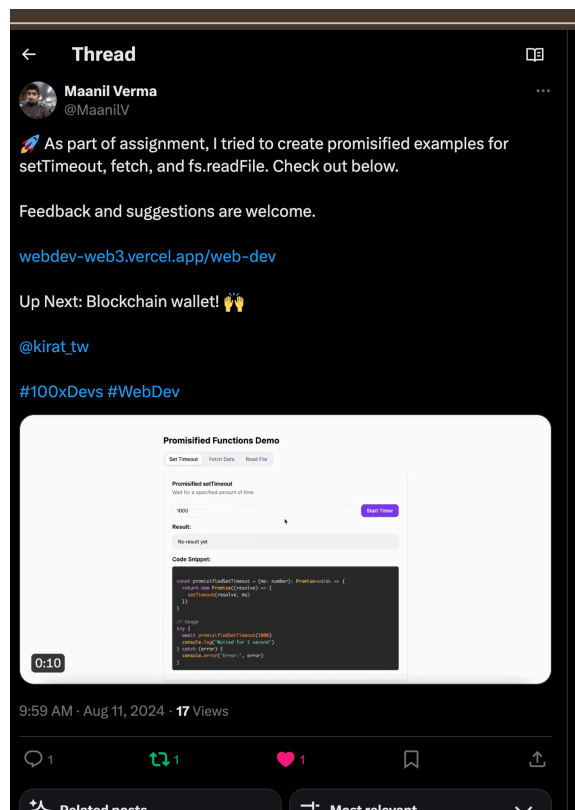 Thread
Maanil Verma
@MaanilV
🚀 As part of assignment, I tried to create promisified examples for
setTimeout, fetch, and fs.readFile. Check out below.
Feedback and suggestions are welcome.
webdev-web3.vercel.app/web-dev
Up Next: Blockchain wallet! 🙌
@kirat_tw
#100xDevs #WebDev
Promisified Functions Demo
Set Timeout Fetch Data Read File
Promisified setTimeout
Wait for a specified amount of time
1000 Start Timer
Result:
No result yet
Code Snippet:
const promisifiedSetTimeout = (ms: number): Promise<void> => {
return new Promise((resolve) => {
setTimeout(resolve, ms)
})
}
// Usage
try {
await promisifiedSetTimeout(1000)
console.log('Waited for 1 second')
} catch (error) {
console.error('Error:', error)
}
0:10
9:59 AM · Aug 11, 2024 · 17 Views
1 1 1
Related posts Most relevant